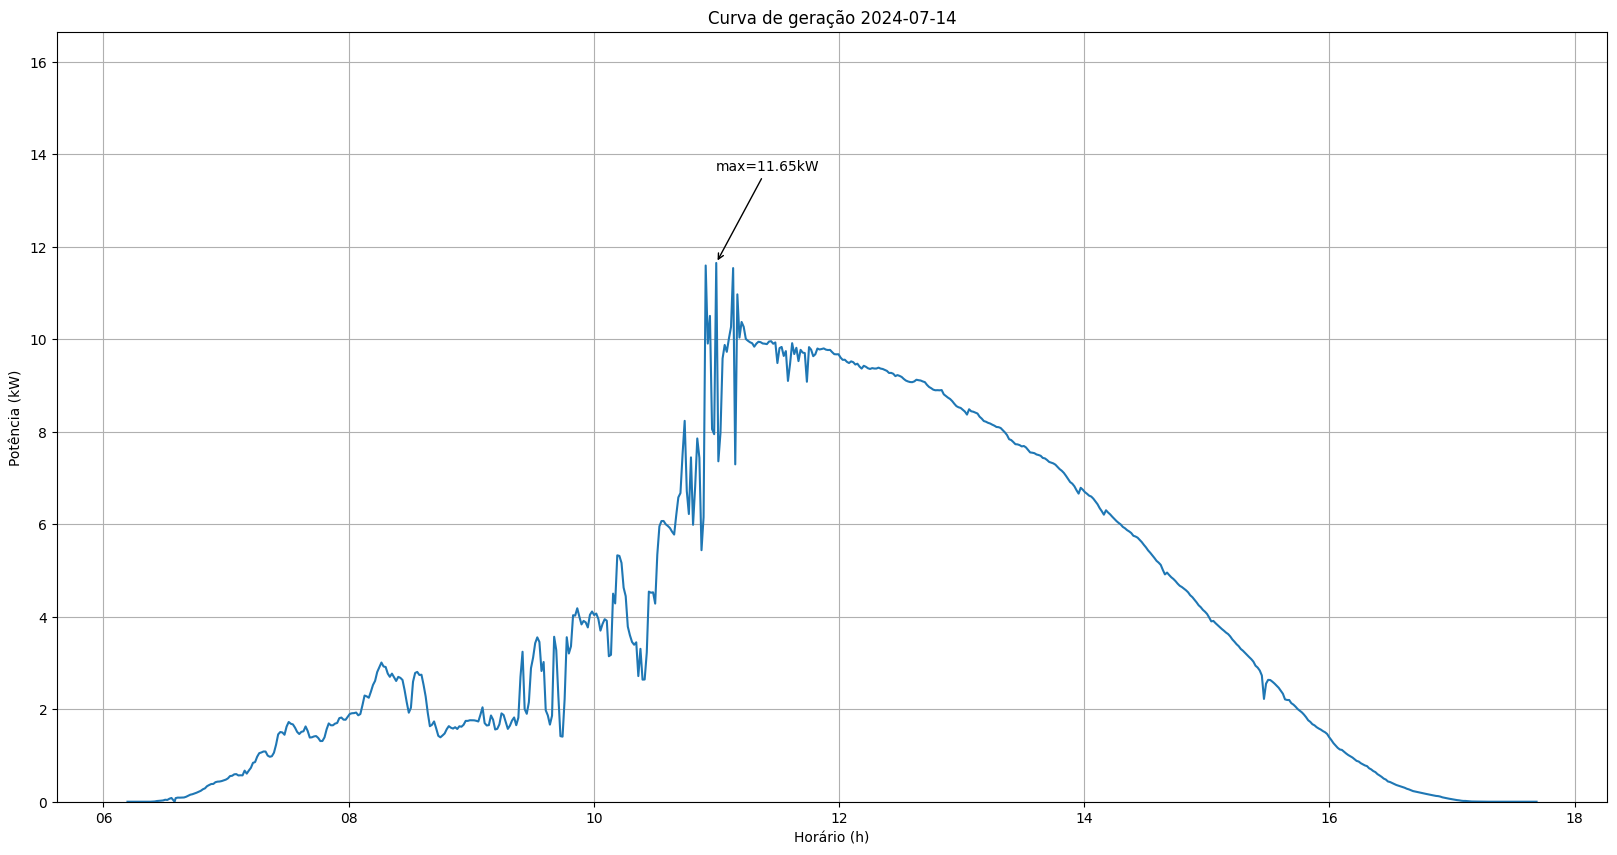 Curva de geração 2024-07-14
16
14
max=11.65kW
12
10
8
6
4
2
0
Potência (kW)
06 08 10 12 14 16 18
Horário (h)